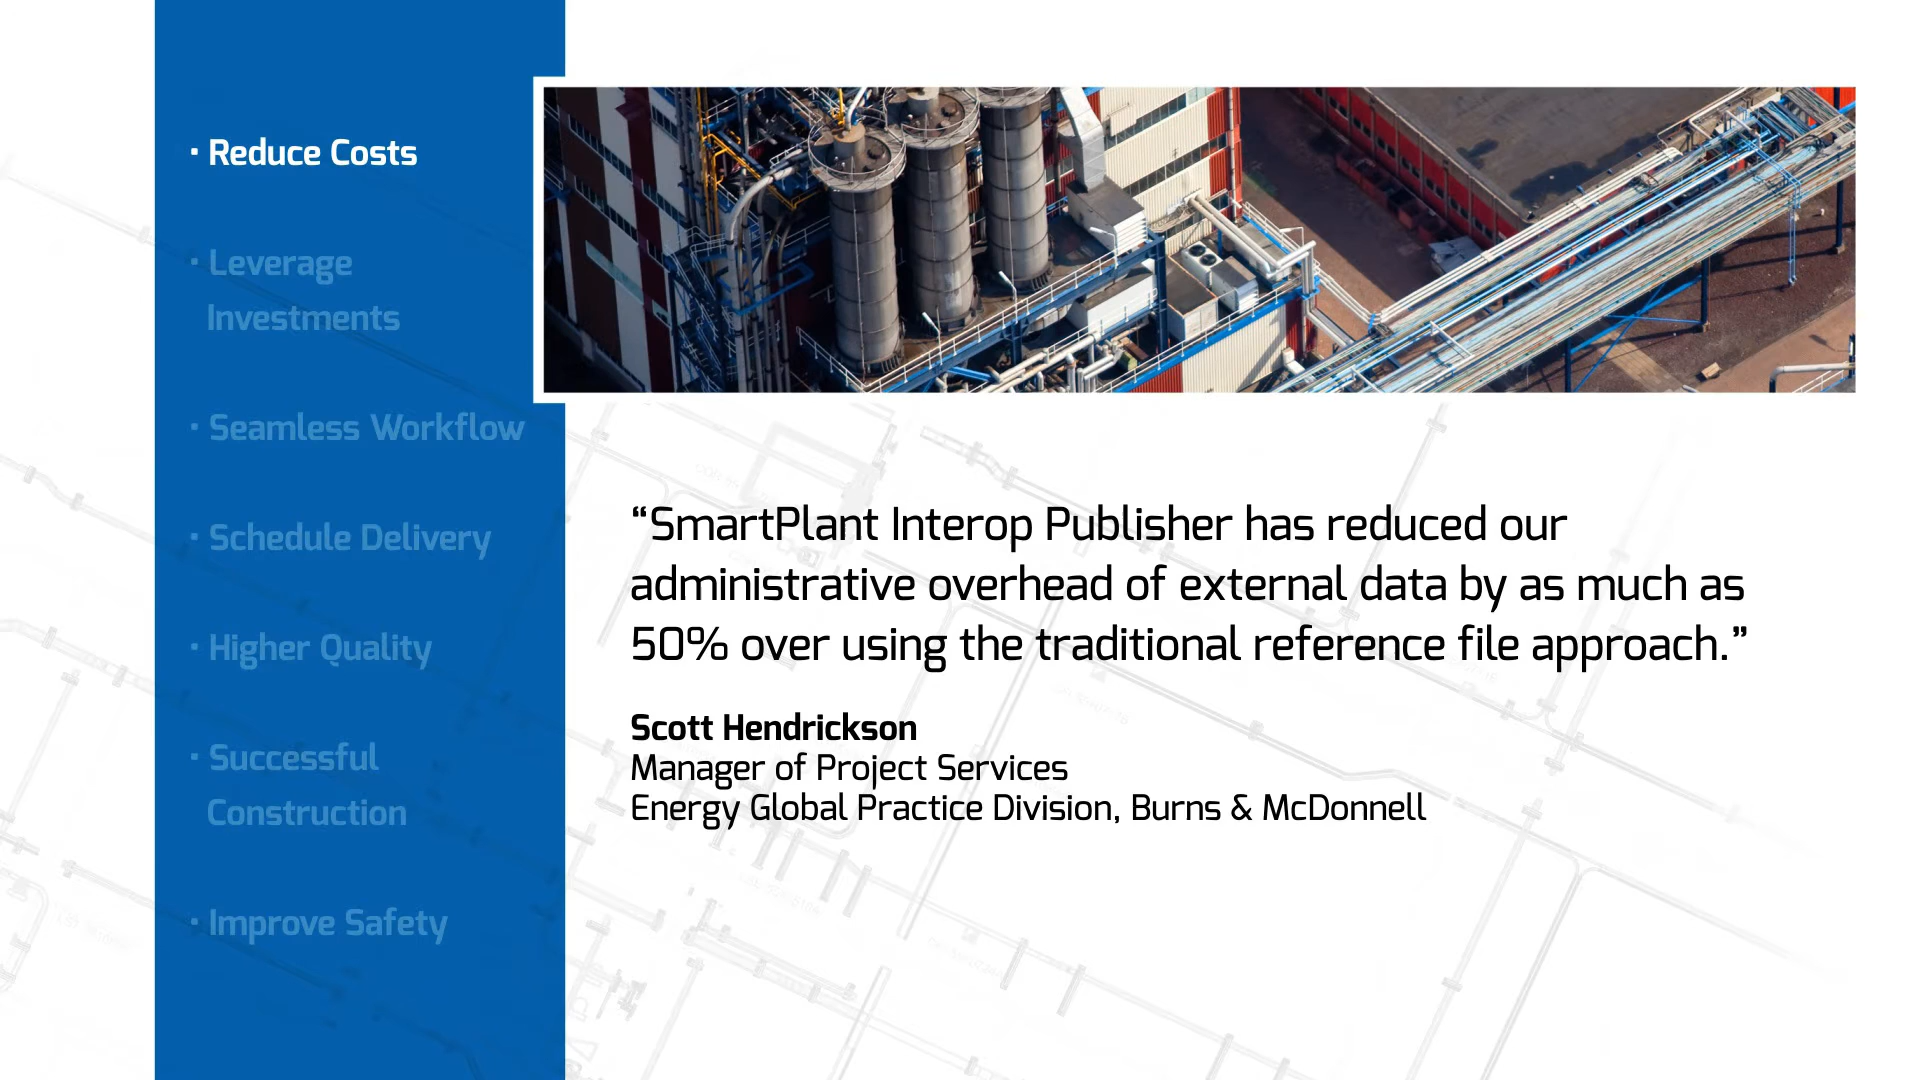 · Reduce Costs
· Leverage
Investments
· Seamless Workflow
· Schedule Delivery
· Higher Quality
· Successful
Construction
· Improve Safety
“SmartPlant Interop Publisher has reduced our
administrative overhead of external data by as much as
50% over using the traditional reference file approach.”
Scott Hendrickson
Manager of Project Services
Energy Global Practice Division, Burns & McDonnell